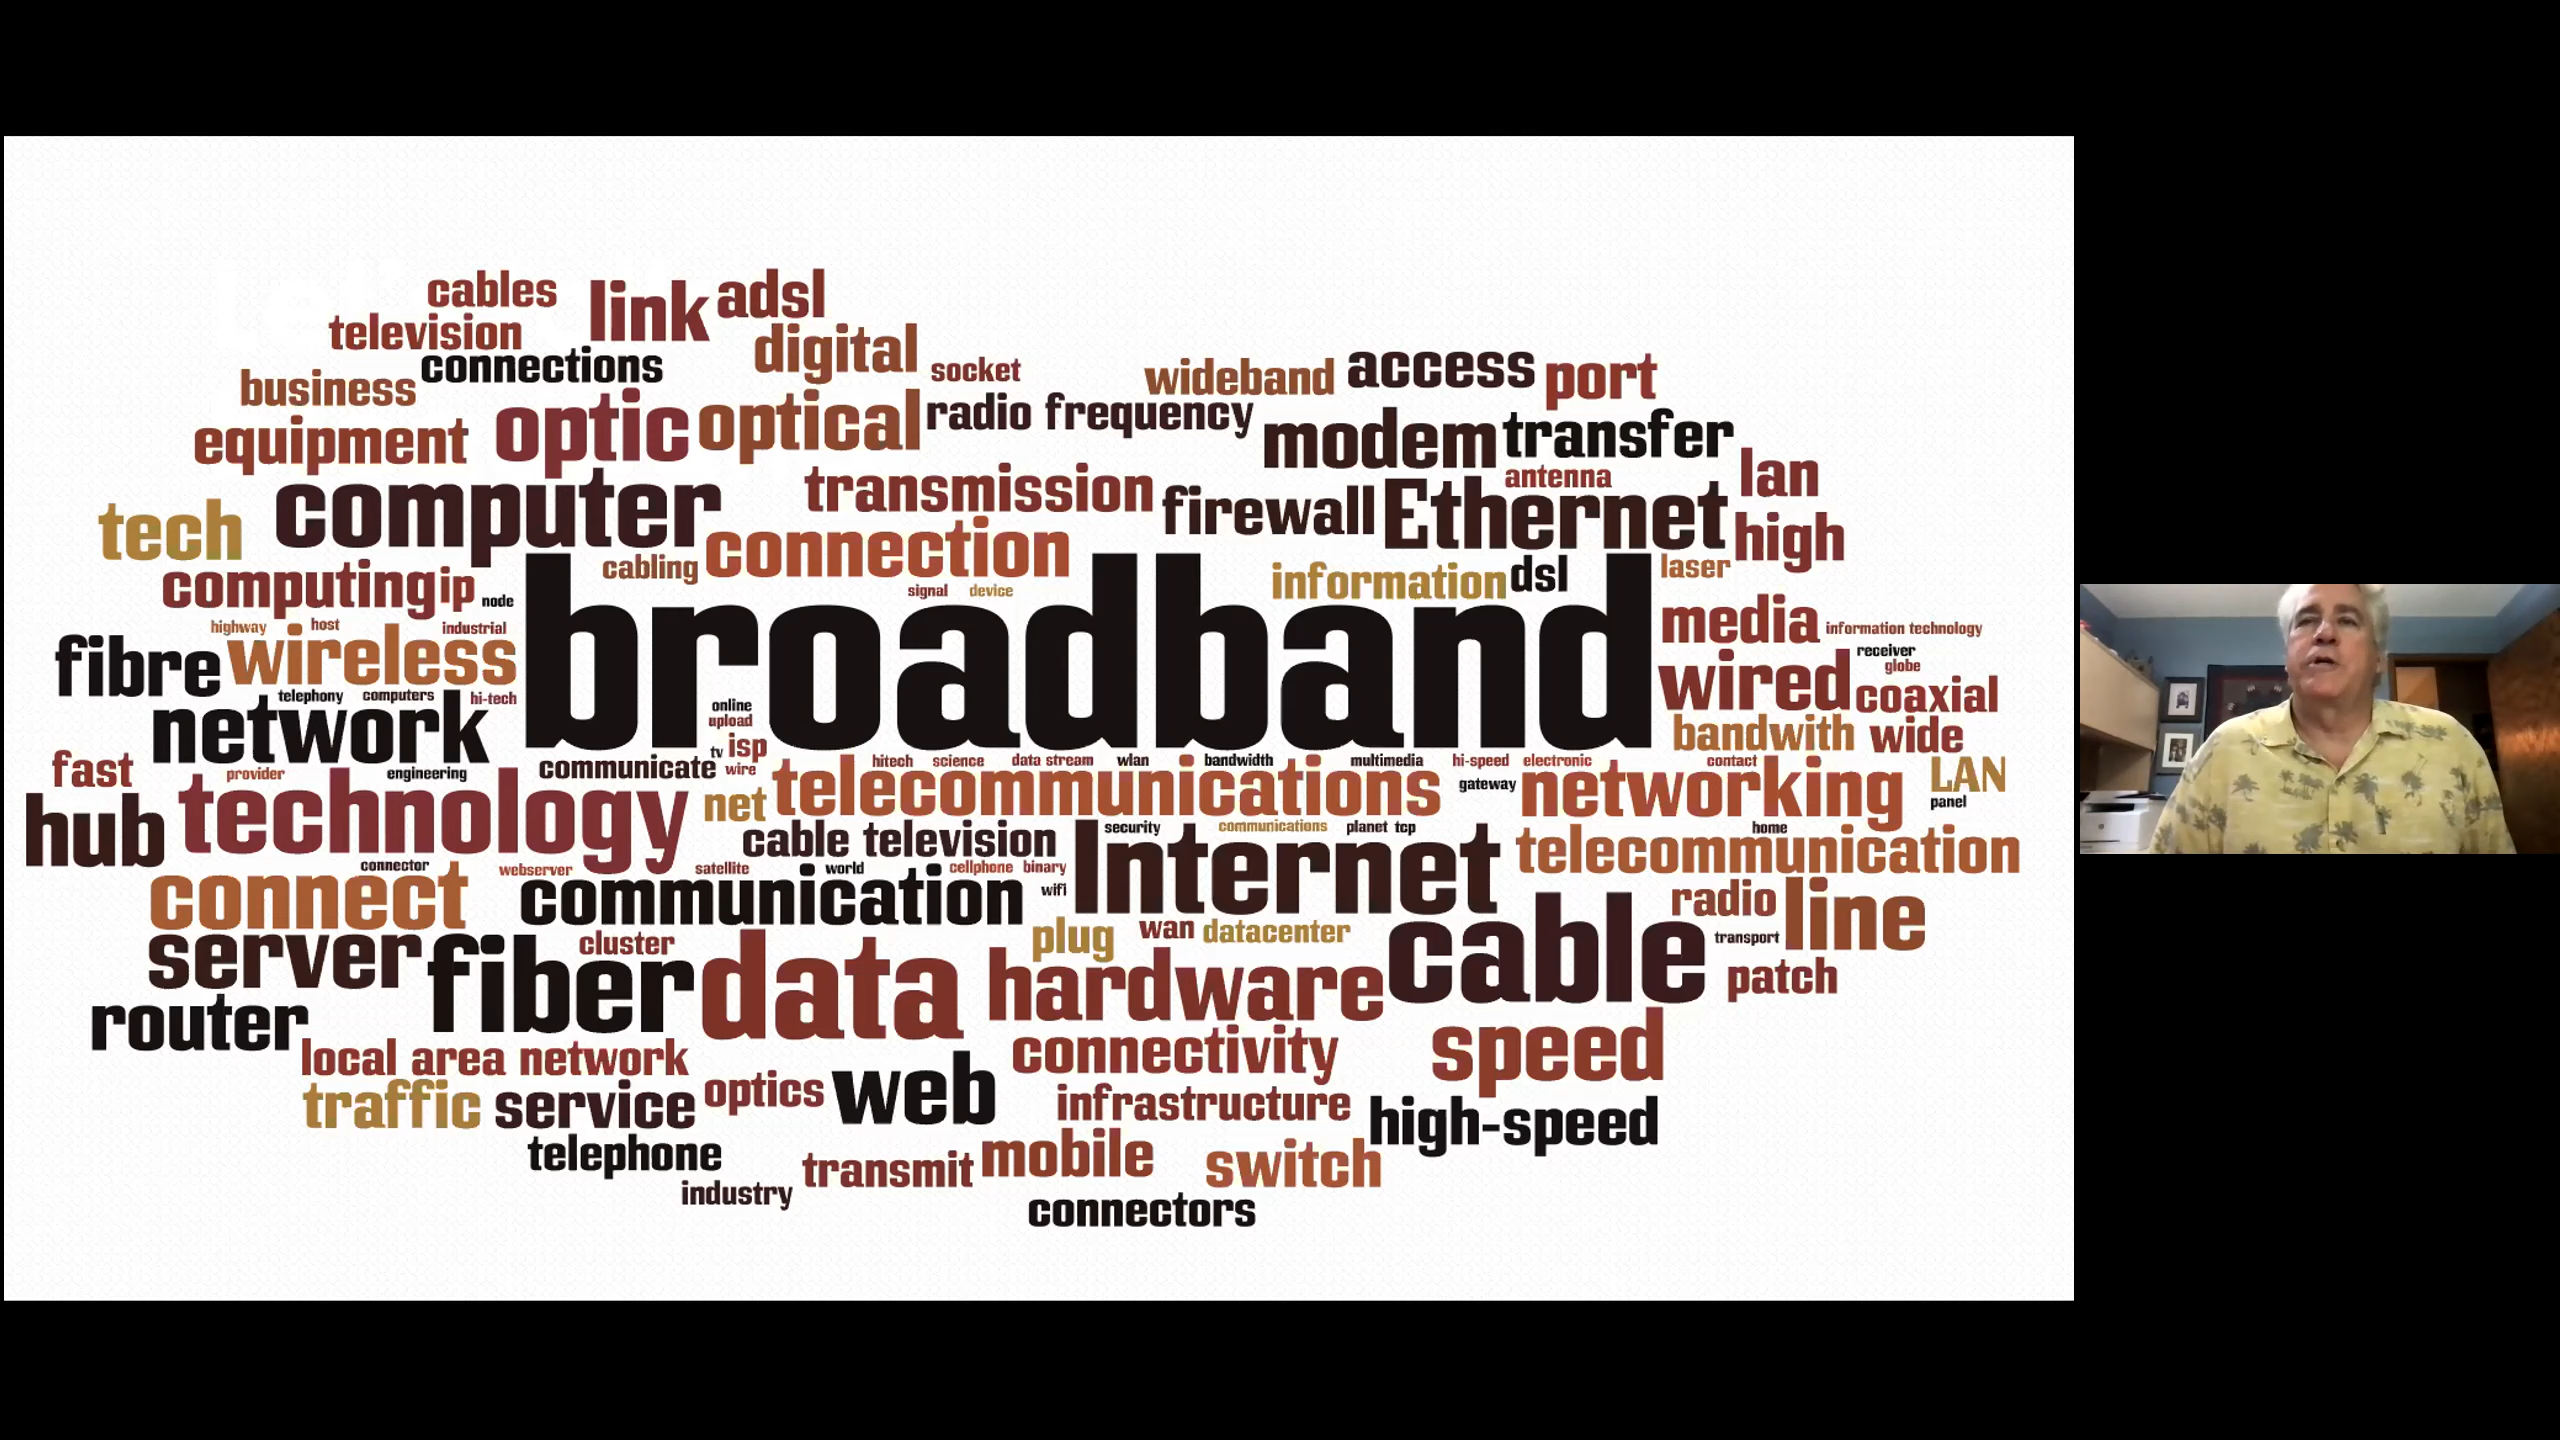 cables link adsl
television digital
connections socket wideband access port
business
equipment optic optical radio frequency modem transfer
computer transmission antenna lan
tech firewall Ethernet high
cabling connection information dsl laser
computing ip node signal device
highway host industrial broadband media information technology
fibre wireless receiver
globe
telephony computers hi-tech wired coaxial
network online
upload bandwith wide
tv isp
fast provider engineering communicate wire hitech science data stream wlan bandwidth multimedia hi-speed electronic contact
technology net telecommunications gateway networking LAN
panel
hub cable television security communications planet tcp home
connector webserver satellite world cellphone binary Internet telecommunication
connect communication wifi radio line
server cluster plug wan datacenter cable transport
fiber data hardware patch
router
local area network connectivity speed
traffic service optics web infrastructure high-speed
telephone transmit mobile switch
industry connectors